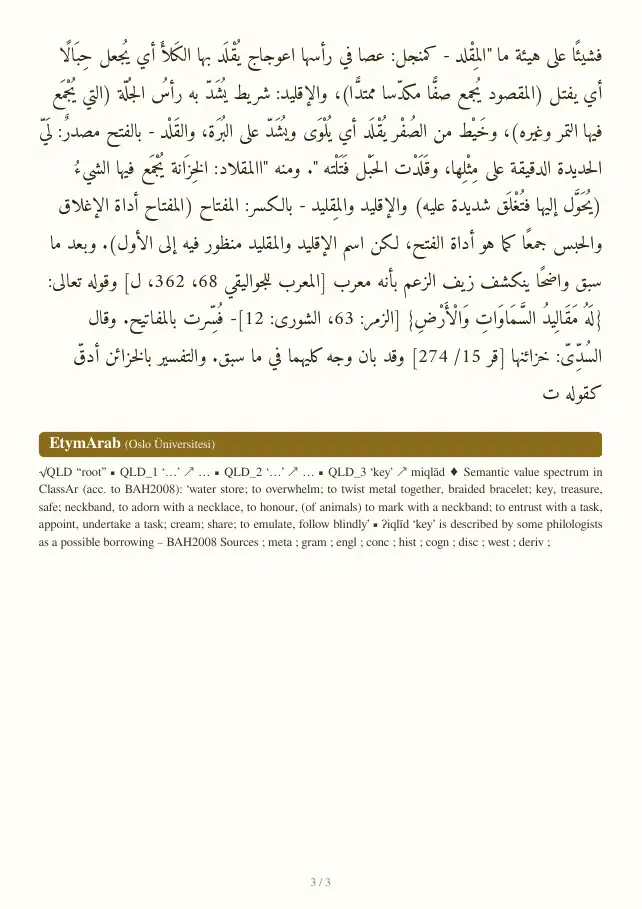 فشيئًا على هيئة ما "المِقْلد - كمنجل: عصا في رأسها اعوجاج يُقْلَد بها الكَلأَ أي يُجعل حِبَالًا
أي يفتل (المقصود يُجمع صفًّا مكدّسا ممتدًّا)، والإقليد: شريط يُشَدّ به رأسُ الجُلّة (التي يُجْمَع
فيها التمر وغيره)، وخَيْط من الصُفْر يُقْلَد أي يُلْوَى ويُشَدّ على البُرَة، والقَلْد - بالفتح مصدرٌ: لَيّ
الحديدة الدقيقة على مِثْلِها، وقَلَدْت الحَبْل فَتَلْته ". ومنه "االمقلاد: الخِزَانة يُجْمَع فيها الشيءُ
(يُحَوَّل إليها فتُغْلَق شديدة عليه) والإقليد والمِقليد - بالكسر: المفتاح (المفتاح أداة الإغلاق
والحبس جمعًا كما هو أداة الفتح، لكن اسم الإقليد والمقليد منظور فيه إلى الأول). وبعد ما
سبق واضحًا ينكشف زيف الزعم بأنه معرب [المعرب للجواليقي 68، 362، ل] وقوله تعالى:
{لَهُ مَقَالِيدُ السَّمَاوَاتِ وَالْأَرْضِ} [الزمر: 63، الشورى: 12]- فُسِّرت بالمفاتيح. وقال
السُدِّىّ: خزائنها [قر 15/ 274] وقد بان وجه كليهما في ما سبق. والتفسير بالخزائن أدقّ
كقوله ت
EtymArab (Oslo Üniversitesi)
√QLD “root” ▪ QLD_1 ‘…’ ↗ … ▪ QLD_2 ‘…’ ↗ … ▪ QLD_3 ‘key’ ↗ miqlād ♦ Semantic value spectrum in
ClassAr (acc. to BAH2008): ‘water store; to overwhelm; to twist metal together, braided bracelet; key, treasure,
safe; neckband, to adorn with a necklace, to honour, (of animals) to mark with a neckband; to entrust with a task,
appoint, undertake a task; cream; share; to emulate, follow blindly’ ▪ ʔiqlīd ‘key’ is described by some philologists
as a possible borrowing – BAH2008 Sources ; meta ; gram ; engl ; conc ; hist ; cogn ; disc ; west ; deriv ;
3 / 3